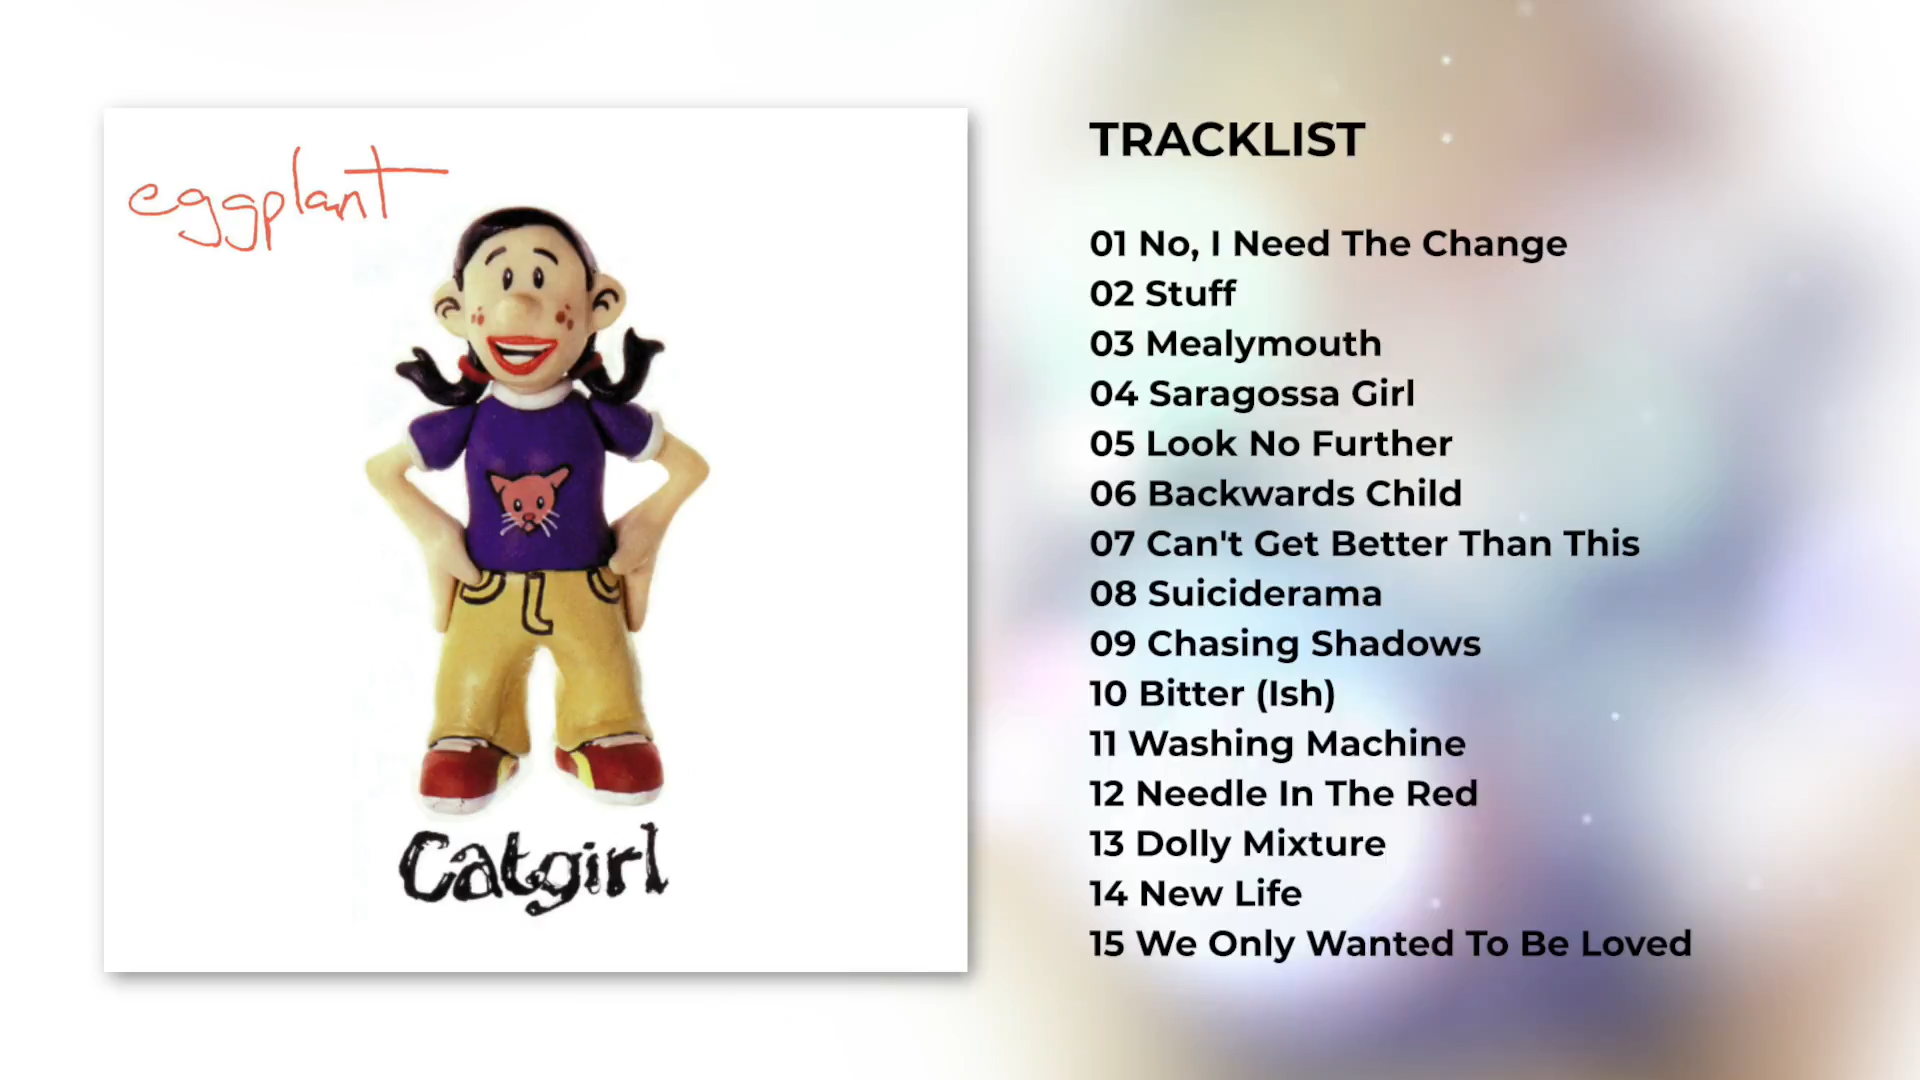 eggplant
Catgirl
TRACKLIST
01 No, I Need The Change
02 Stuff
03 Mealymouth
04 Saragossa Girl
05 Look No Further
06 Backwards Child
07 Can't Get Better Than This
08 Suiciderama
09 Chasing Shadows
10 Bitter (Ish)
11 Washing Machine
12 Needle In The Red
13 Dolly Mixture
14 New Life
15 We Only Wanted To Be Loved